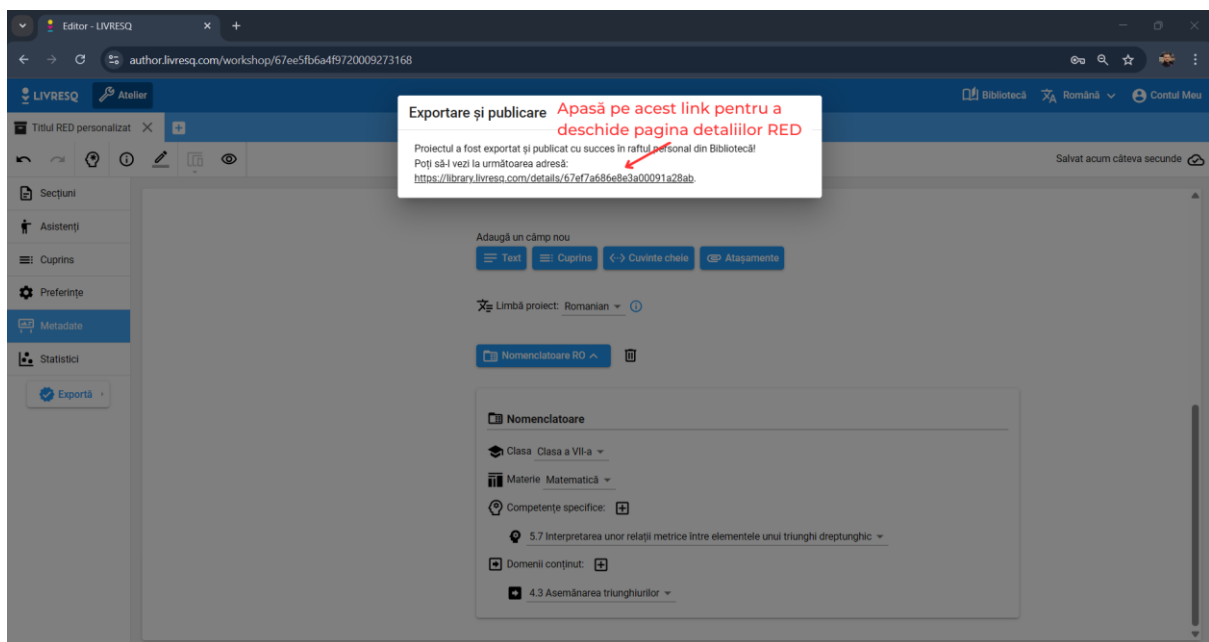 Editor - LIVRESQ
author.livresq.com/workshop/67ee5fb6a4f9720009273168
LIVRESQ
Atelier
Bibliotecă
Română
Contul Meu
Titlul RED personalizat
Salvat acum câteva secunde
Exportare și publicare
Apasă pe acest link pentru a
deschide pagina detaliilor RED
Proiectul a fost exportat și publicat cu succes în raftul personal din Bibliotecă!
Poți să-l vezi la următoarea adresă:
https://library.livresq.com/details/67ef7a686e8e3a00091a28ab.
Secțiuni
Asistenți
Cuprins
Preferințe
Metadate
Statistici
Exportă
Adaugă un câmp nou
Text
Cuprins
Cuvinte cheie
Atașamente
Limbă proiect: Romanian
Nomenclatoare RO
Nomenclatoare
Clasa Clasa a VII-a
Materie Matematică
Competențe specifice:
5.7 Interpretarea unor relații metrice între elementele unui triunghi dreptunghic
Domenii conținut:
4.3 Asemănarea triunghiurilor